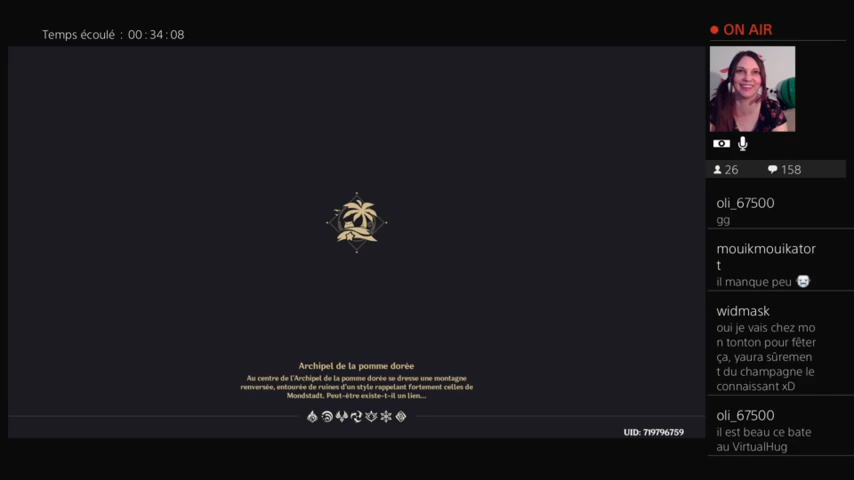 Temps écoulé : 00:34:08
ON AIR
26
158
oli_67500
gg
mouikmouikator
t
il manque peu
widmask
oui je vais chez mo
n tonton pour fêter
ça, yaura sûremen
t du champagne le
connaissant xD
oli_67500
il est beau ce bate
au VirtualHug
Archipel de la pomme dorée
Au centre de l'Archipel de la pomme dorée se dresse une montagne
renversée, entourée de ruines d'un style rappelant fortement celles de
Mondstadt. Peut-être existe-t-il un lien...
UID: 719796759